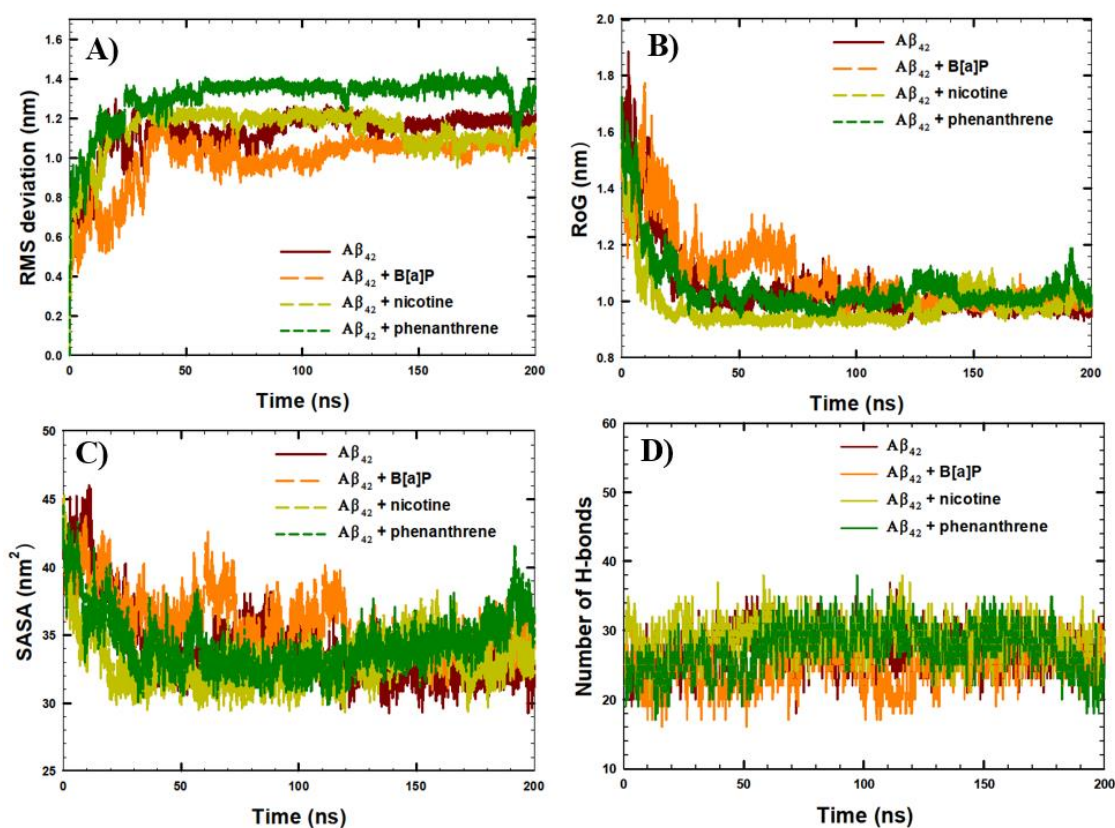 A)
RMS deviation (nm)
1.4
1.2
1.0
0.8
0.6
0.4
0.2
0.0
Aβ42
Aβ42 + B[a]P
Aβ42 + nicotine
Aβ42 + phenanthrene
0 50 100 150 200
Time (ns)
B)
RoG (nm)
2.0
1.8
1.6
1.4
1.2
1.0
0.8
Aβ42
Aβ42 + B[a]P
Aβ42 + nicotine
Aβ42 + phenanthrene
0 50 100 150 200
Time (ns)
C)
SASA (nm2)
50
45
40
35
30
25
Aβ42
Aβ42 + B[a]P
Aβ42 + nicotine
Aβ42 + phenanthrene
0 50 100 150 200
Time (ns)
D)
Number of H-bonds
60
50
40
30
20
10
Aβ42
Aβ42 + B[a]P
Aβ42 + nicotine
Aβ42 + phenanthrene
0 50 100 150 200
Time (ns)